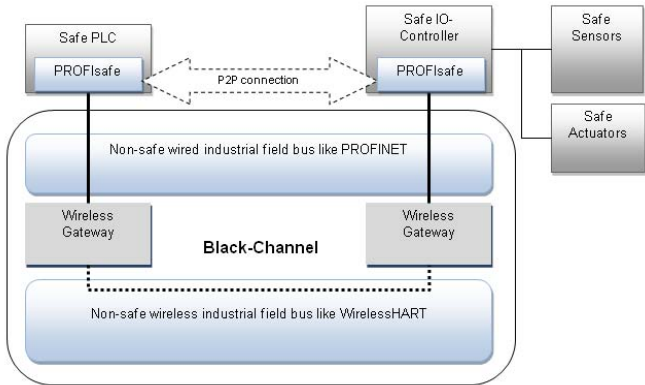 Safe PLC
PROFIsafe
P2P connection
Safe IO-
Controller
PROFIsafe
Safe
Sensors
Safe
Actuators
Non-safe wired industrial field bus like PROFINET
Wireless
Gateway
Black-Channel
Wireless
Gateway
Non-safe wireless industrial field bus like WirelessHART